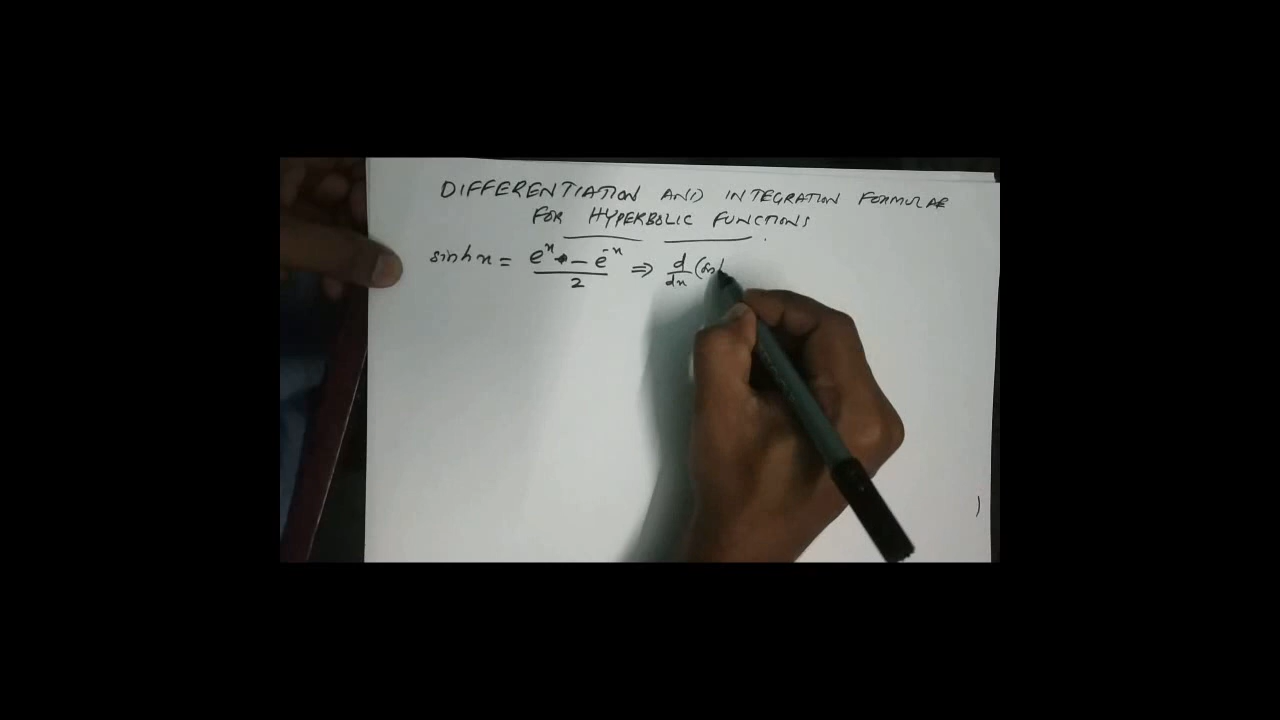 DIFFERENTIATION AND INTEGRATION FORMULAE
FOR HYPERBOLIC FUNCTIONS
sinh x = (e^x - e^-x)/2 ⇒ d/dx (